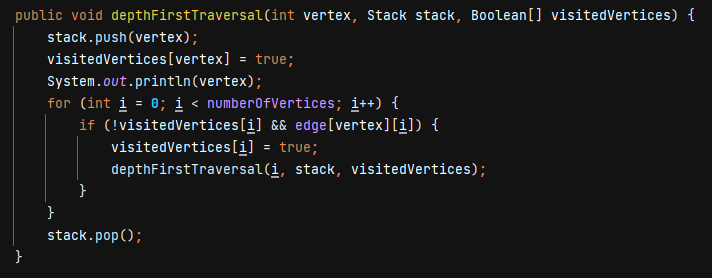 public void depthFirstTraversal(int vertex, Stack stack, Boolean[] visitedVertices) {
    stack.push(vertex);
    visitedVertices[vertex] = true;
    System.out.println(vertex);
    for (int i = 0; i < numberOfVertices; i++) {
        if (!visitedVertices[i] && edge[vertex][i]) {
            visitedVertices[i] = true;
            depthFirstTraversal(i, stack, visitedVertices);
        }
    }
    stack.pop();
}